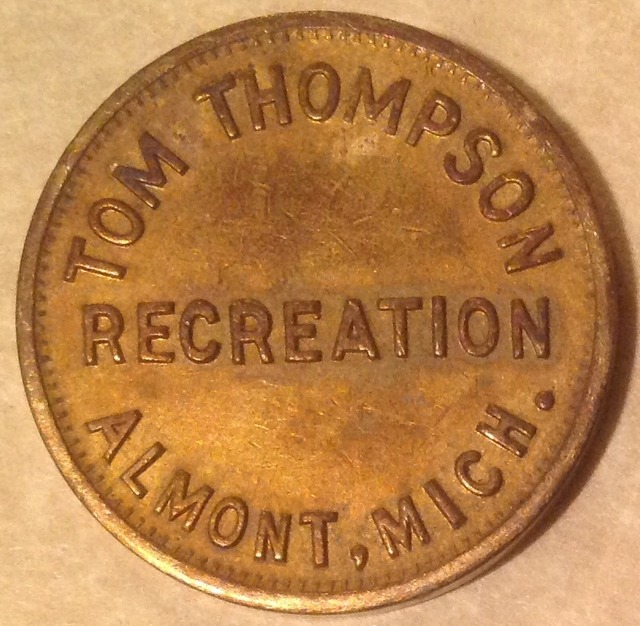 TOM THOMPSON
RECREATION
ALMONT, MICH.